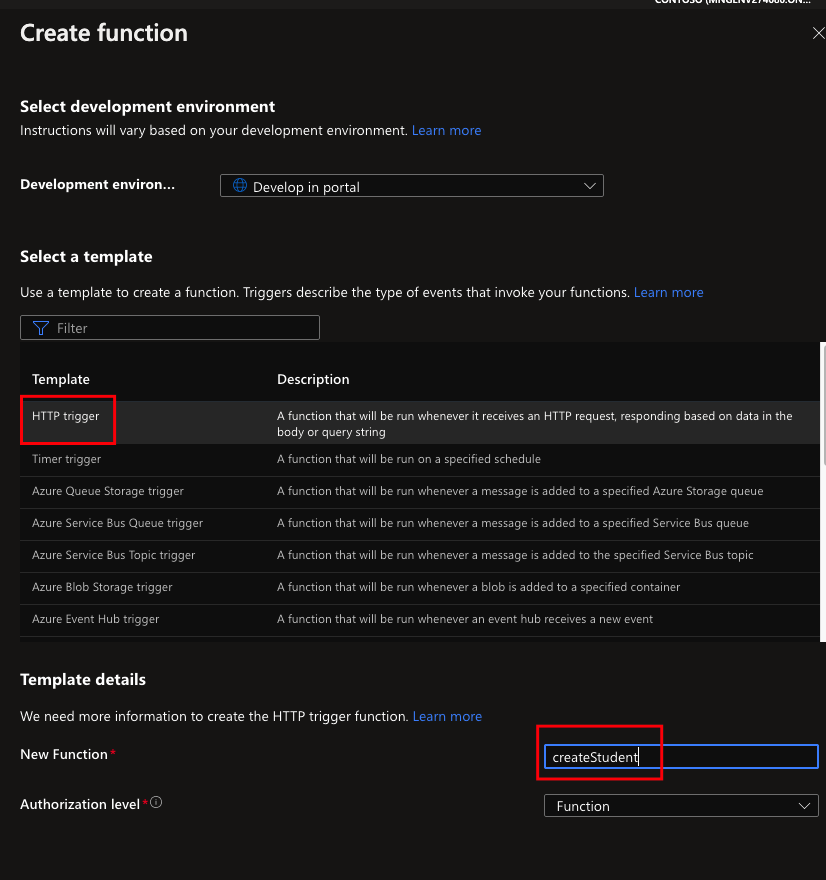 Create function
Select development environment
Instructions will vary based on your development environment. Learn more
Development environ... Develop in portal
Select a template
Use a template to create a function. Triggers describe the type of events that invoke your functions. Learn more
Filter
Template Description
HTTP trigger A function that will be run whenever it receives an HTTP request, responding based on data in the
body or query string
Timer trigger A function that will be run on a specified schedule
Azure Queue Storage trigger A function that will be run whenever a message is added to a specified Azure Storage queue
Azure Service Bus Queue trigger A function that will be run whenever a message is added to a specified Service Bus queue
Azure Service Bus Topic trigger A function that will be run whenever a message is added to the specified Service Bus topic
Azure Blob Storage trigger A function that will be run whenever a blob is added to a specified container
Azure Event Hub trigger A function that will be run whenever an event hub receives a new event
Template details
We need more information to create the HTTP trigger function. Learn more
New Function* createStudent
Authorization level* Function